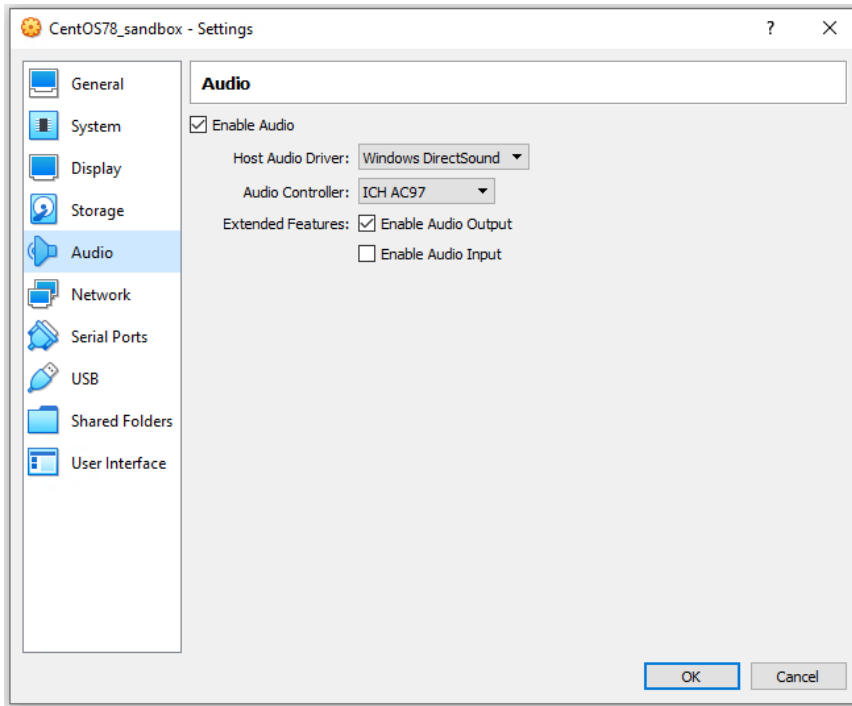 CentOS78_sandbox - Settings
?
General
System
Display
Storage
Audio
Network
Serial Ports
USB
Shared Folders
User Interface
Audio
Enable Audio
Host Audio Driver: Windows DirectSound
Audio Controller: ICH AC97
Extended Features: Enable Audio Output
Enable Audio Input
OK Cancel